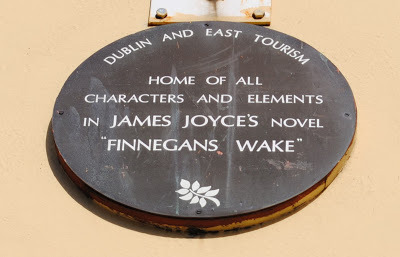 DUBLIN AND EAST TOURISM
HOME OF ALL
CHARACTERS AND ELEMENTS
IN JAMES JOYCE'S NOVEL
"FINNEGANS WAKE"